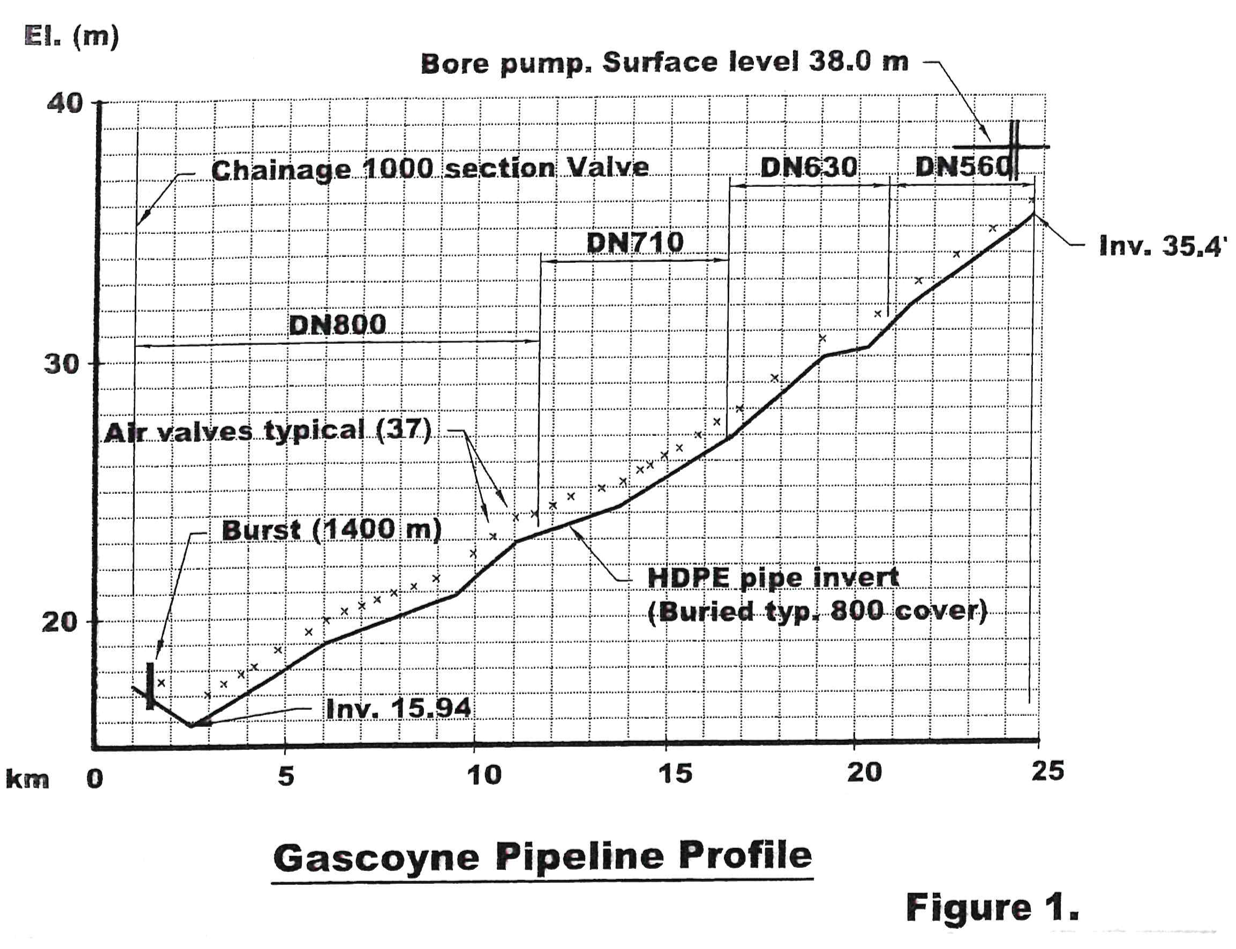 El. (m)
Bore pump. Surface level 38.0 m
40
Chainage 1000 section Valve
DN630
DN560
DN710
Inv. 35.4'
DN800
30
Air valves typical (37)
Burst (1400 m)
HDPE pipe invert
(Buried typ. 800 cover)
20
Inv. 15.94
km 0 5 10 15 20 25
Gascoyne Pipeline Profile
Figure 1.